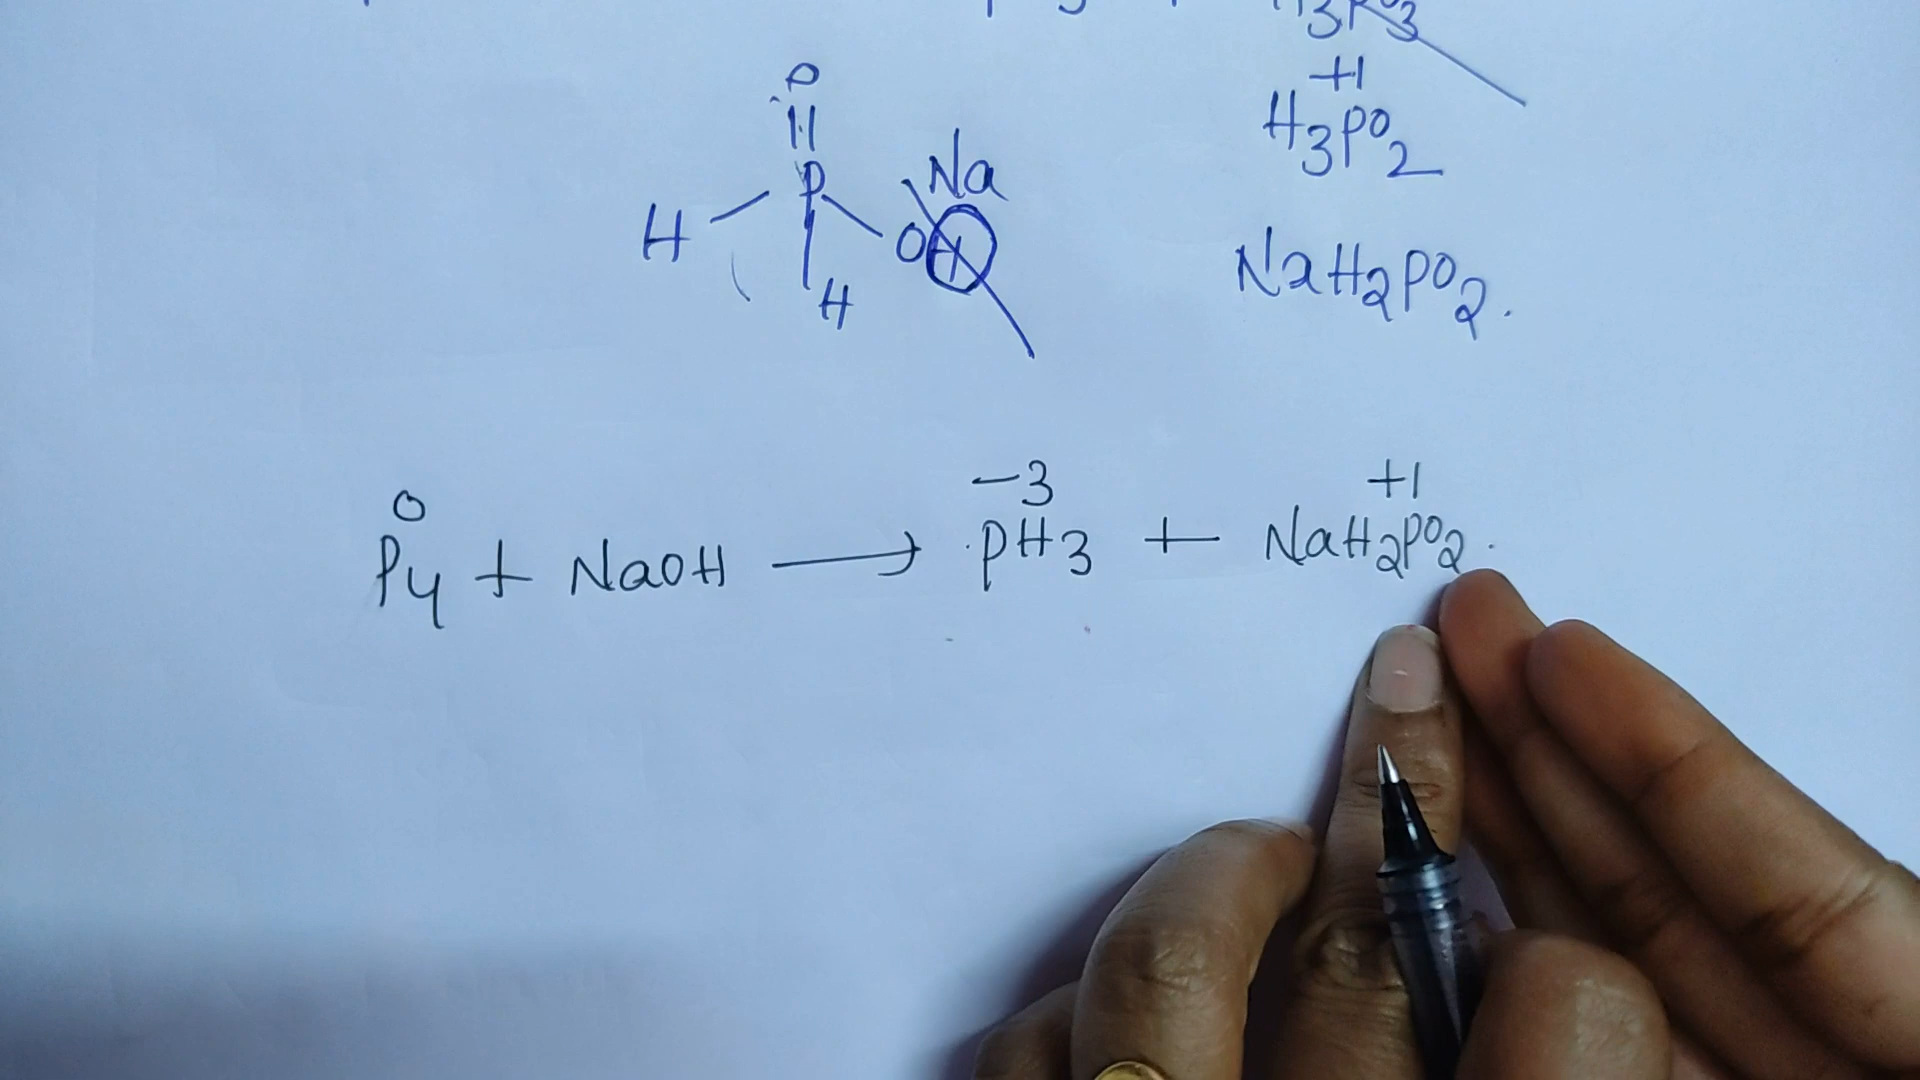 H3PO3
+1
H3PO2
O
||
P
Na
H
OH
H
NaH2PO2.
0
-3
+1
P4 + NaOH ⟶ PH3 + NaH2PO2.